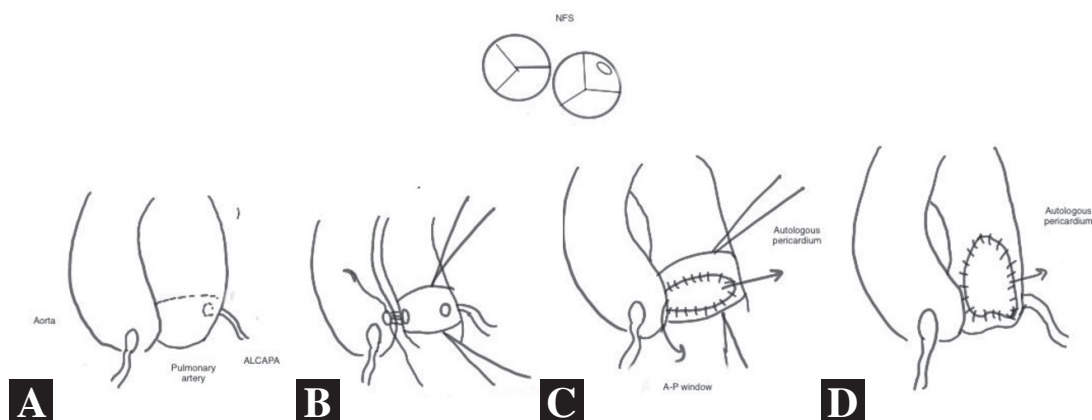 NFS
Aorta
Pulmonary
artery
ALCAPA
A
B
Autologous
pericardium
A-P window
C
Autologous
pericardium
D